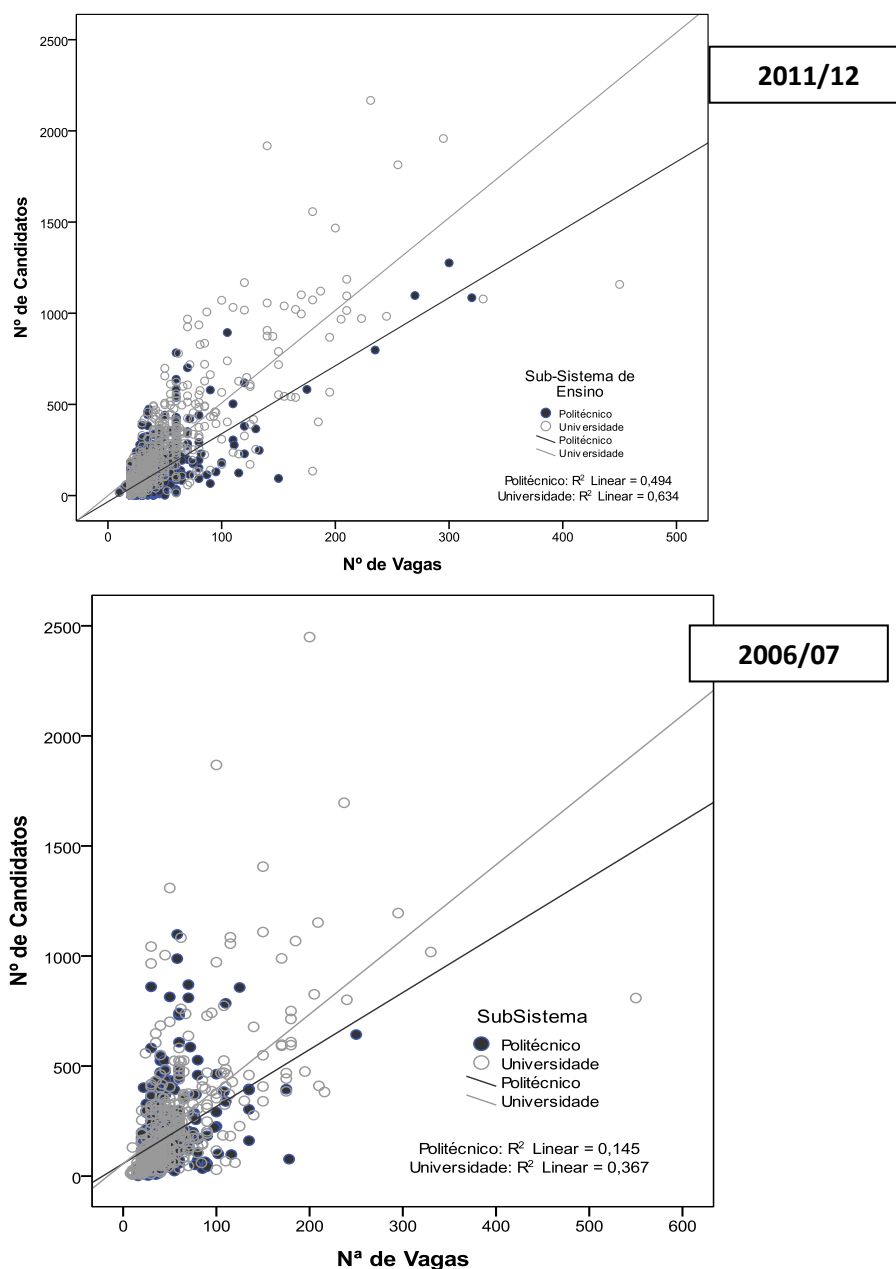 2011/12
Nº de Candidatos
2500
2000
1500
1000
500
0
Sub-Sistema de
Ensino
Politécnico
Universidade
Politécnico
Universidade
Politécnico: R² Linear = 0,494
Universidade: R² Linear = 0,634
0 100 200 300 400 500
Nº de Vagas
2006/07
Nº de Candidatos
2500
2000
1500
1000
500
0
SubSistema
Politécnico
Universidade
Politécnico
Universidade
Politécnico: R² Linear = 0,145
Universidade: R² Linear = 0,367
0 100 200 300 400 500 600
Nª de Vagas